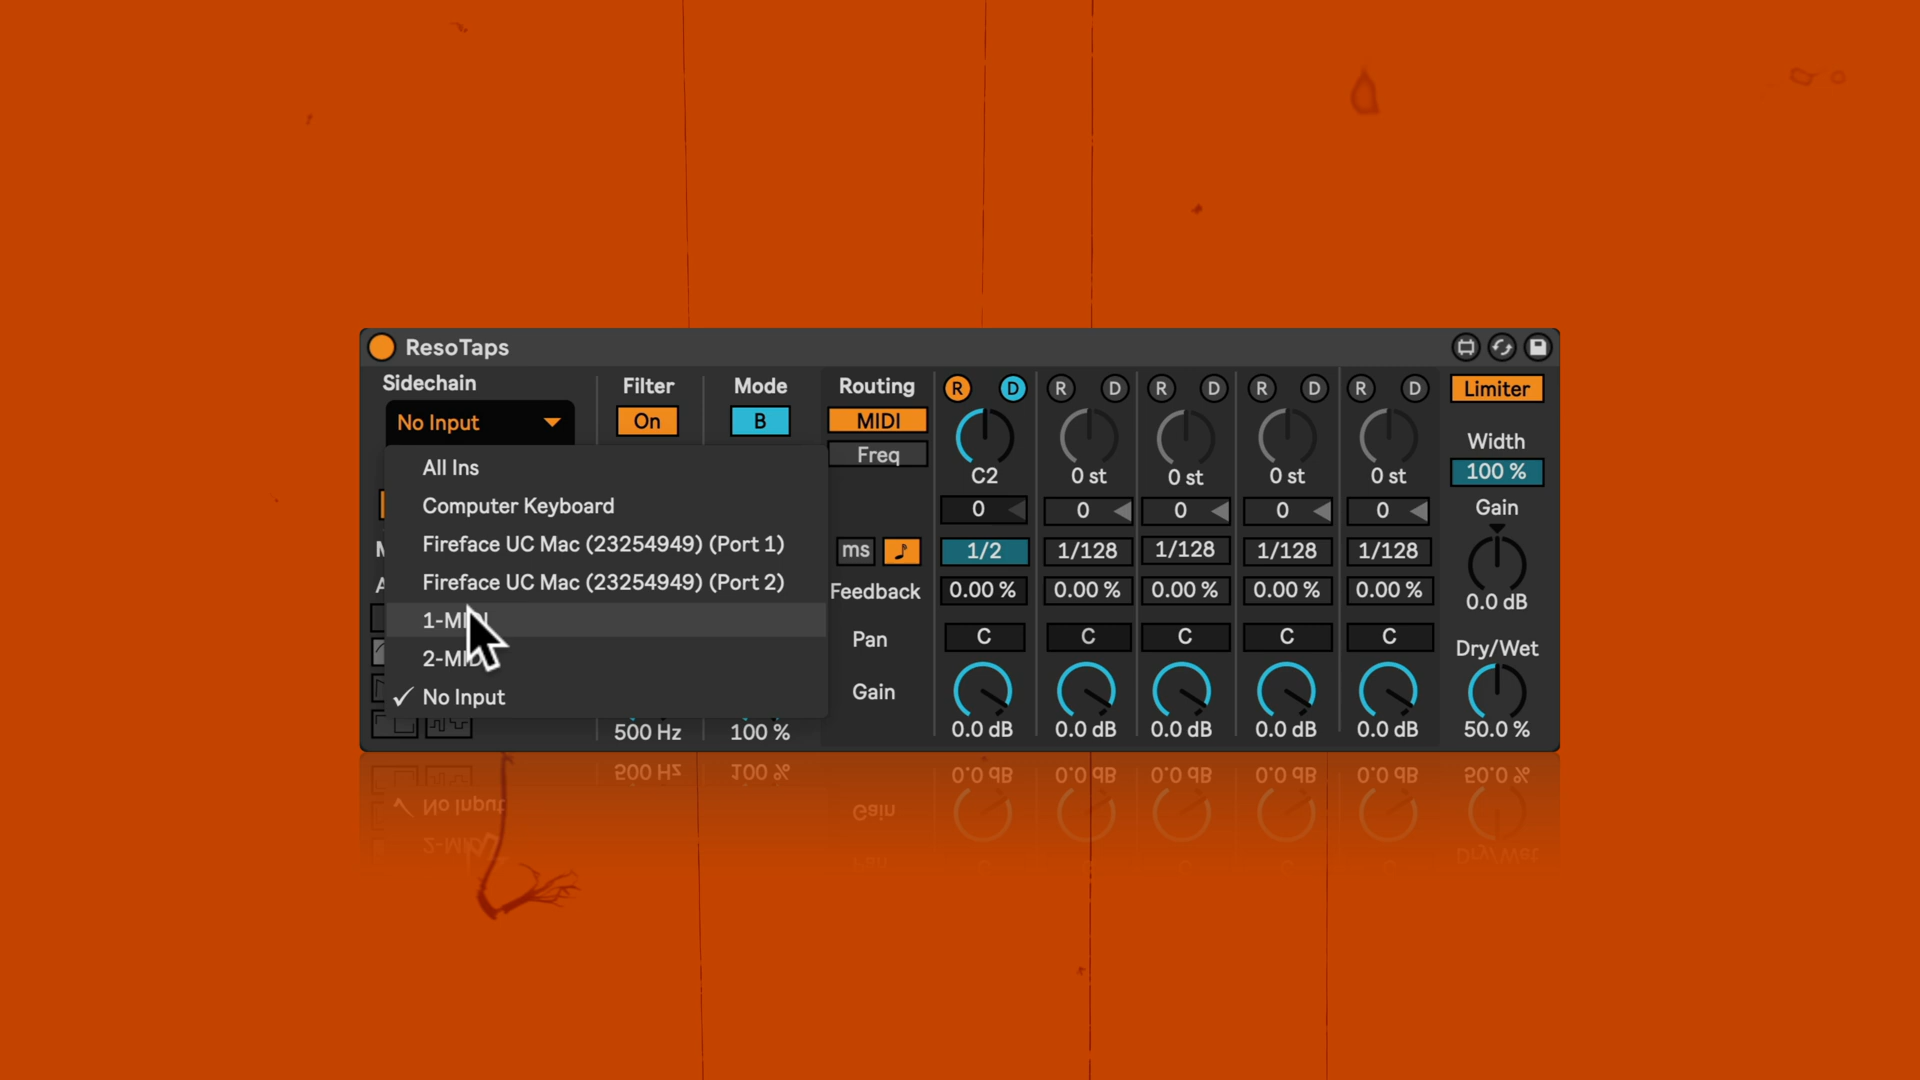 ResoTaps
Sidechain Filter Mode Routing R D R D R D R D R D Limiter
No Input On B MIDI
Freq Width
100 %
All Ins C2 0 st 0 st 0 st 0 st
Computer Keyboard 0 0 0 0 0 Gain
Fireface UC Mac (23254949) (Port 1) ms 1/2 1/128 1/128 1/128 1/128
Fireface UC Mac (23254949) (Port 2) Feedback 0.00 % 0.00 % 0.00 % 0.00 % 0.00 % 0.0 dB
1-MIDI Pan C C C C C Dry/Wet
2-MIDI
No Input Gain
500 Hz 100 % 0.0 dB 0.0 dB 0.0 dB 0.0 dB 0.0 dB 50.0 %